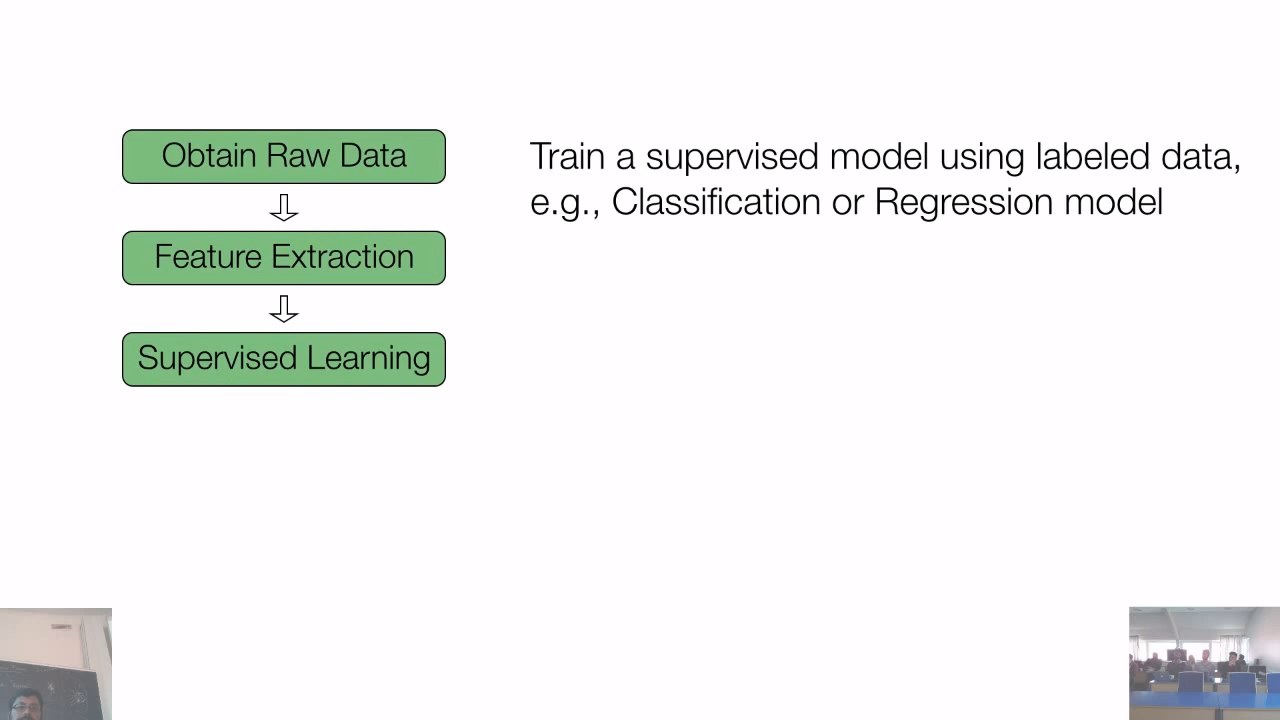 Obtain Raw Data
Feature Extraction
Supervised Learning
Train a supervised model using labeled data,
e.g., Classification or Regression model